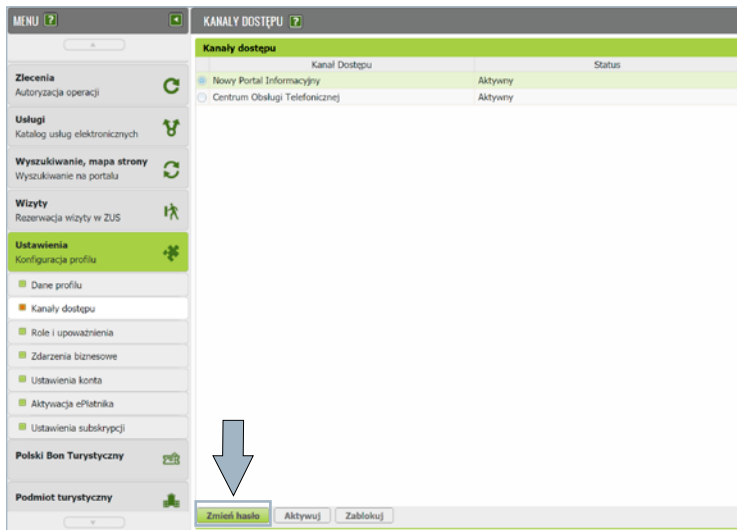 MENU ?
KANAŁY DOSTĘPU ?
Zlecenia
Autoryzacja operacji
Usługi
Katalog usług elektronicznych
Wyszukiwanie, mapa strony
Wyszukiwanie na portalu
Wizyty
Rezerwacja wizyty w ZUS
Ustawienia
Konfiguracja profilu
Dane profilu
Kanały dostępu
Role i upoważnienia
Zdarzenia biznesowe
Ustawienia konta
Aktywacja ePłatnika
Ustawienia subskrypcji
Polski Bon Turystyczny
Podmiot turystyczny
Kanały dostępu
Kanał Dostępu Status
Nowy Portal Informacyjny Aktywny
Centrum Obsługi Telefonicznej Aktywny
Zmień hasło Aktywuj Zablokuj